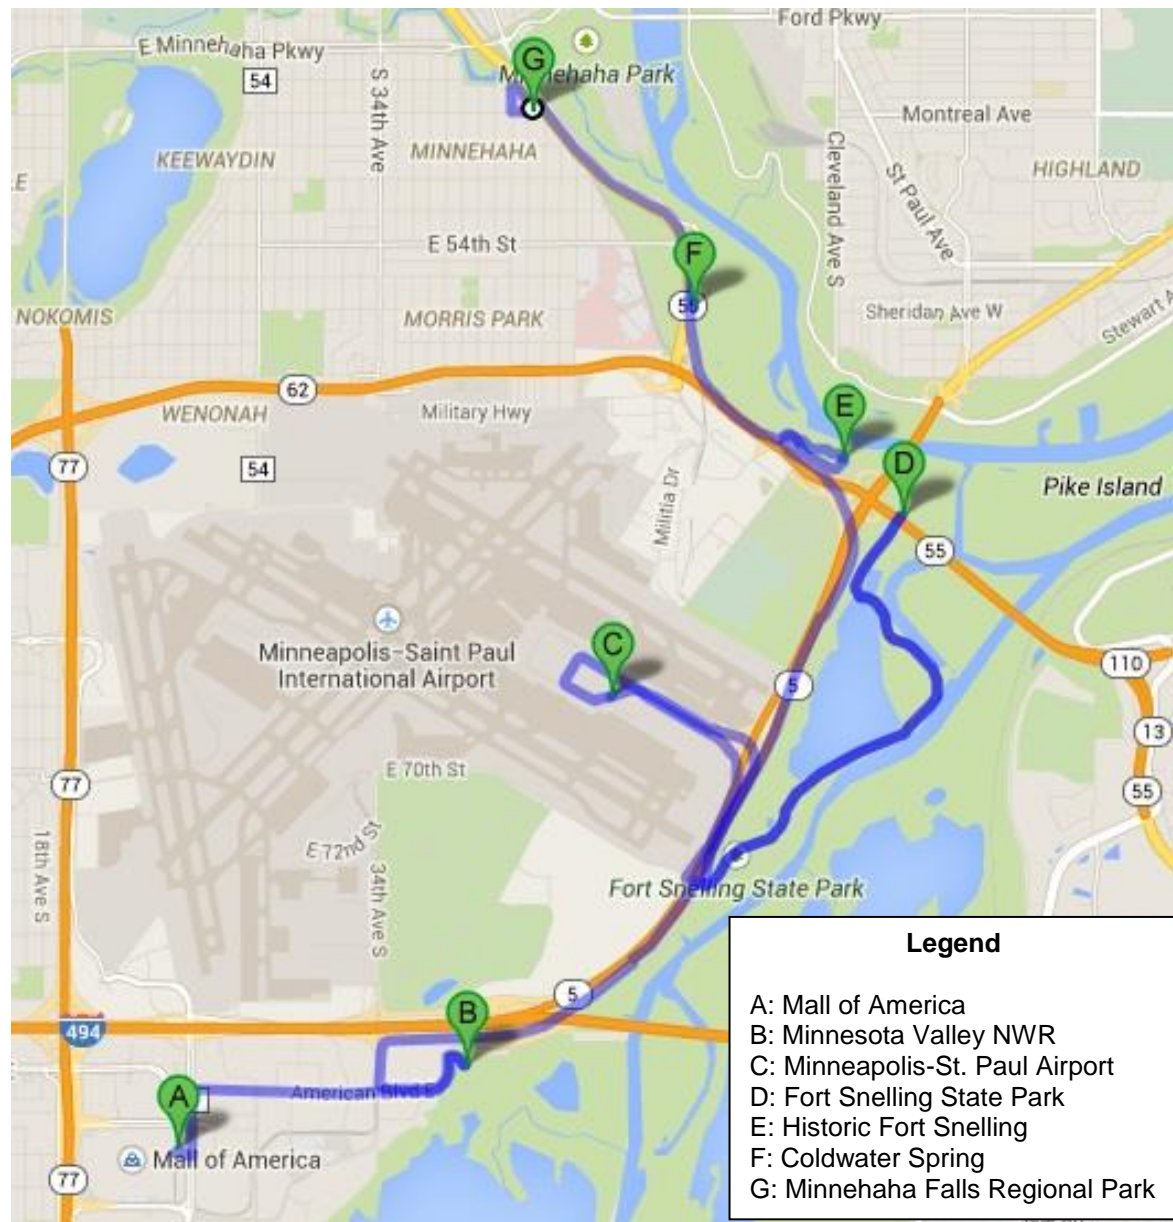 Ford Pkwy
E Minnehaha Pkwy
G
54
Minnehaha Park
S 34th Ave
Montreal Ave
KEEWAYDIN
MINNEHAHA
Cleveland Ave S
St Paul Ave
HIGHLAND
E 54th St
F
NOKOMIS
MORRIS PARK
55
Sheridan Ave W
62
WENONAH
Military Hwy
E
77
54
D
Pike Island
Militia Dr
55
Minneapolis-Saint Paul
International Airport
C
5
110
13
77
E 70th St
55
18th Ave S
E 72nd St
34th Ave S
Fort Snelling State Park
5
B
494
A
American Blvd E
Mall of America
77
Legend
A: Mall of America
B: Minnesota Valley NWR
C: Minneapolis-St. Paul Airport
D: Fort Snelling State Park
E: Historic Fort Snelling
F: Coldwater Spring
G: Minnehaha Falls Regional Park